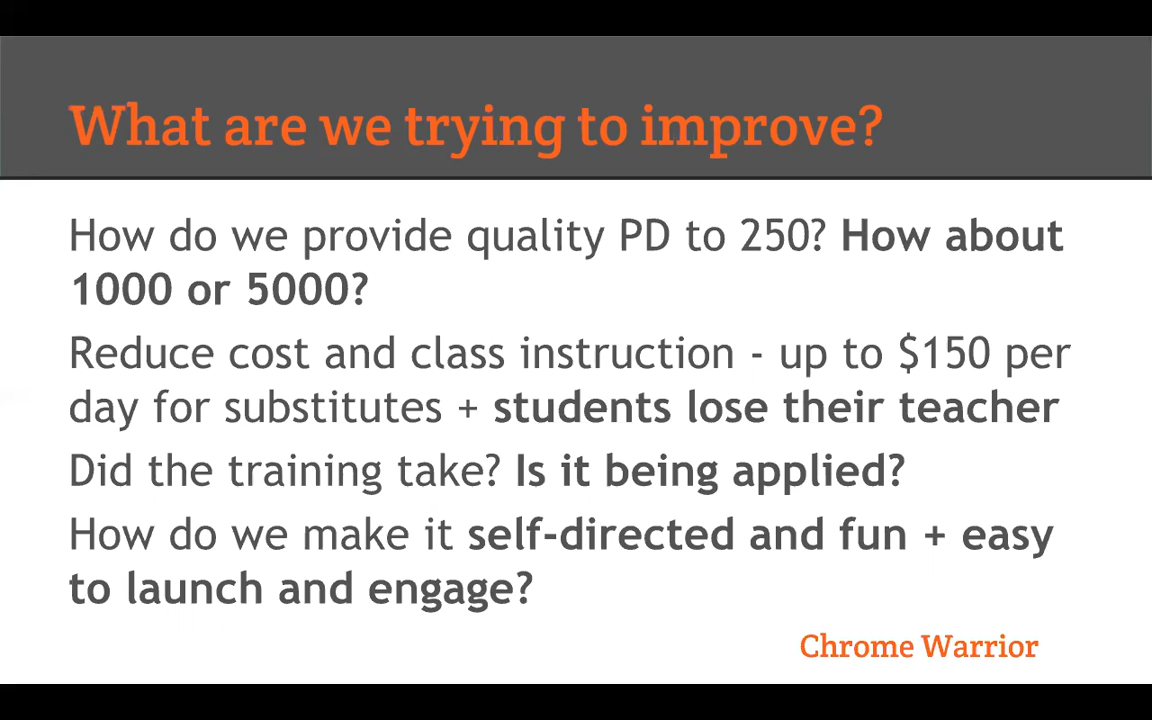 What are we trying to improve?
How do we provide quality PD to 250? How about
1000 or 5000?
Reduce cost and class instruction - up to $150 per
day for substitutes + students lose their teacher
Did the training take? Is it being applied?
How do we make it self-directed and fun + easy
to launch and engage?
Chrome Warrior